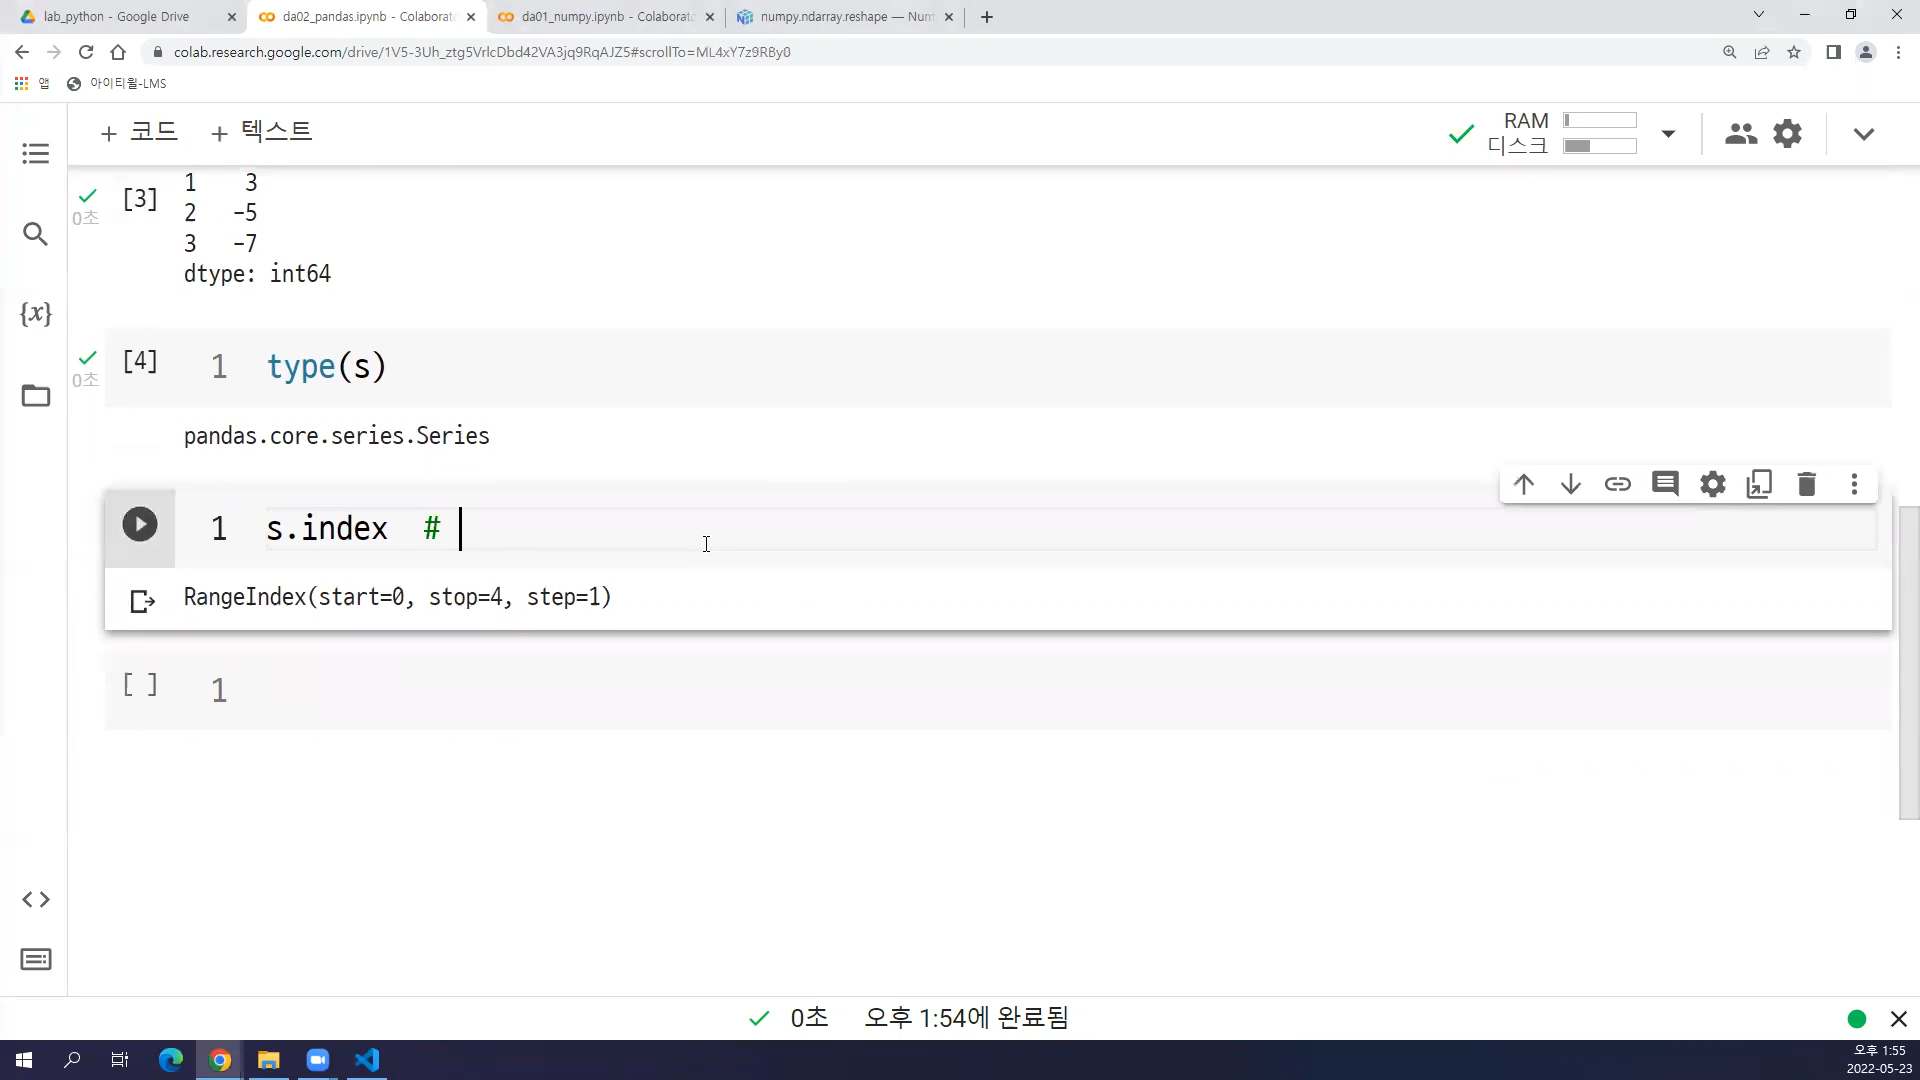 lab_python - Google Drive
da02_pandas.ipynb - Colaborat
da01_numpy.ipynb - Colaborat
numpy.ndarray.reshape — Num
colab.research.google.com/drive/1V5-3Uh_ztg5VrlcDbd42VA3jq9RqAJZ5#scrollTo=ML4xY7z9RBy0
앱
아이티윌-LMS
+ 코드
+ 텍스트
RAM
디스크
{x}
0초
[3]
1 3
2 -5
3 -7
dtype: int64
0초
[4]
1 type(s)
pandas.core.series.Series
1 s.index #
RangeIndex(start=0, stop=4, step=1)
[ ] 1
0초 오후 1:54에 완료됨
오후 1:55
2022-05-23